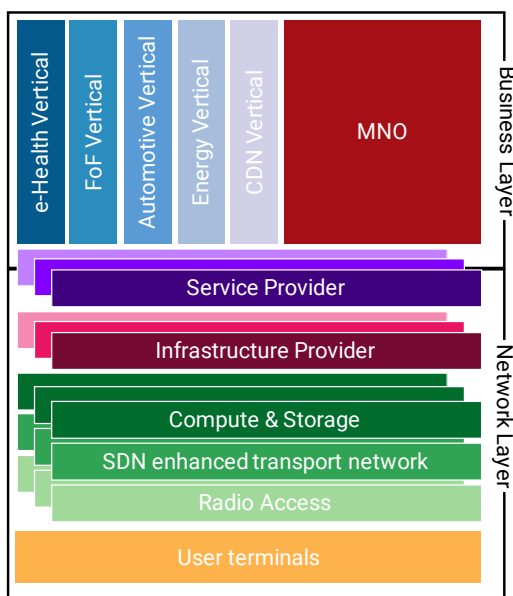 e-Health Vertical
FoF Vertical
Automotive Vertical
Energy Vertical
CDN Vertical
MNO
Business Layer
Service Provider
Infrastructure Provider
Compute & Storage
SDN enhanced transport network
Radio Access
User terminals
Network Layer